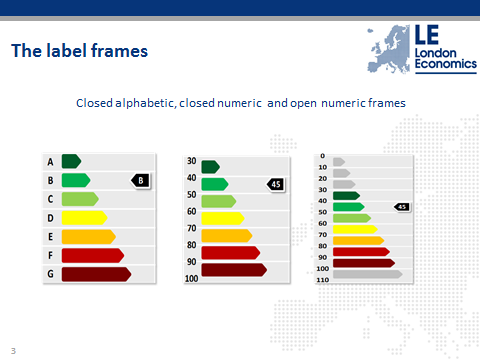 The label frames
LE
London
Economics
Closed alphabetic, closed numeric and open numeric frames
A
B
C
D
E
F
G
B
30
40
50
60
70
80
90
100
45
0
10
20
30
40
50
60
70
80
90
100
110
45
3